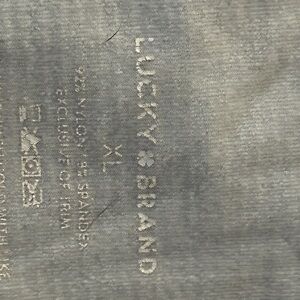 LUCKY BRAND
XL
92% NYLON 8% SPANDEX
EXCLUSIVE OF TRIM